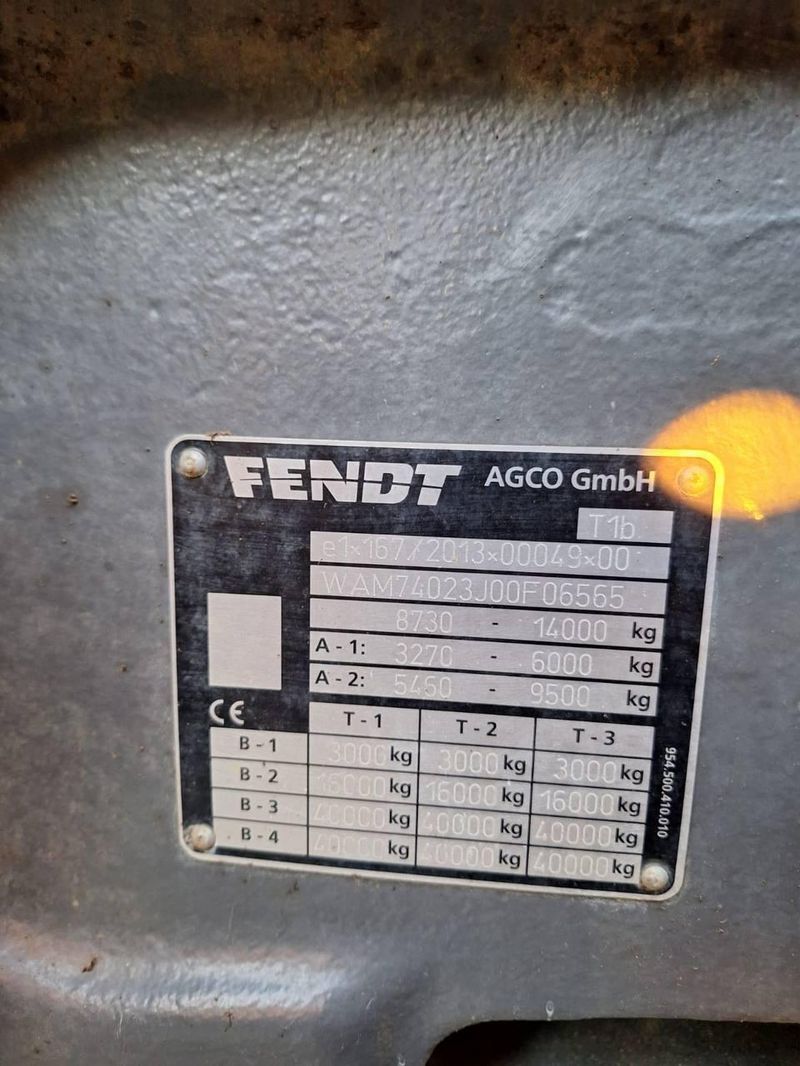 FENDT AGCO GmbH
T1b
e1*167/2013*00049*00
WAM74023J00F06565
8730 - 14000 kg
A - 1: 3270 - 6000 kg
A - 2: 5460 - 9500 kg
CE T - 1 T - 2 T - 3
B - 1 3000 kg 3000 kg 3000 kg
B - 2 16000 kg 16000 kg 16000 kg
B - 3 40000 kg 40000 kg 40000 kg
B - 4 40000 kg 40000 kg 40000 kg
954.500.410.010